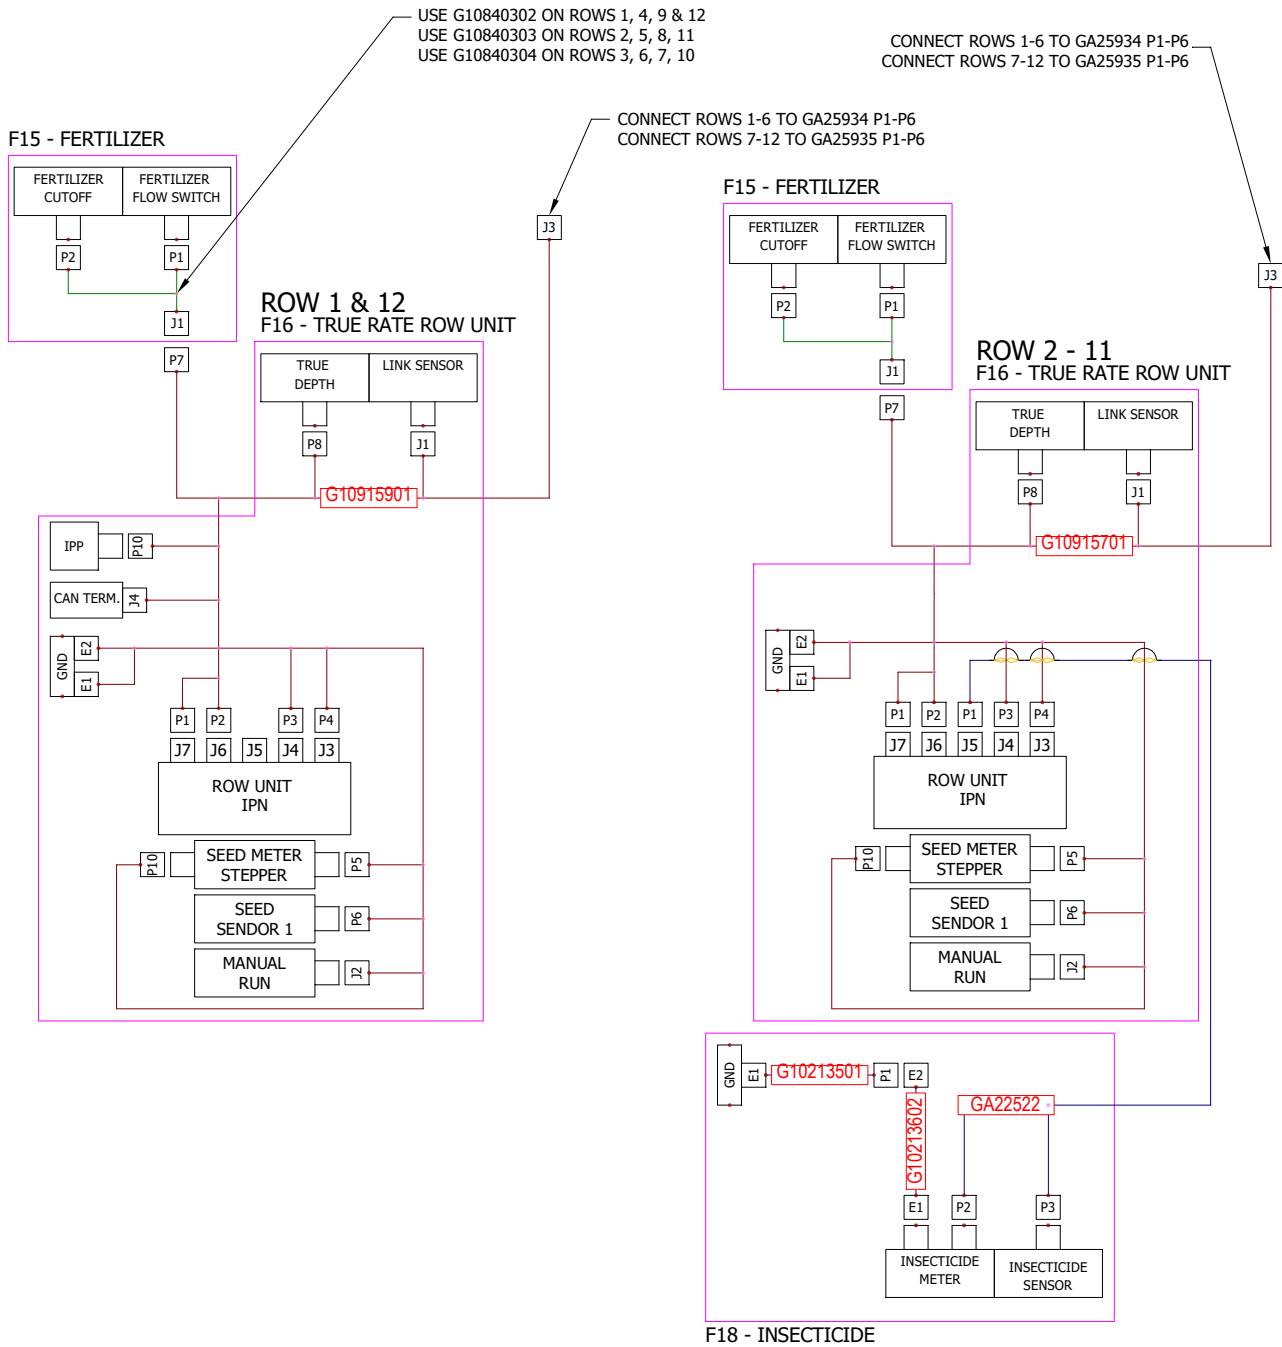 USE G10840302 ON ROWS 1, 4, 9 & 12
USE G10840303 ON ROWS 2, 5, 8, 11
USE G10840304 ON ROWS 3, 6, 7, 10
CONNECT ROWS 1-6 TO GA25934 P1-P6
CONNECT ROWS 7-12 TO GA25935 P1-P6
CONNECT ROWS 1-6 TO GA25934 P1-P6
CONNECT ROWS 7-12 TO GA25935 P1-P6
F15 - FERTILIZER
FERTILIZER
CUTOFF
FERTILIZER
FLOW SWITCH
P2
P1
J1
P7
J3
ROW 1 & 12
F16 - TRUE RATE ROW UNIT
TRUE
DEPTH
LINK SENSOR
P8
J1
G10915901
IPP
P10
CAN TERM.
J4
GND
E2
E1
P1
P2
P3
P4
J7
J6
J5
J4
J3
ROW UNIT
IPN
P10
SEED METER
STEPPER
P5
SEED
SENDOR 1
P6
MANUAL
RUN
J2
F15 - FERTILIZER
FERTILIZER
CUTOFF
FERTILIZER
FLOW SWITCH
P2
P1
J1
P7
J3
ROW 2 - 11
F16 - TRUE RATE ROW UNIT
TRUE
DEPTH
LINK SENSOR
P8
J1
G10915701
GND
E2
E1
P1
P2
P1
P3
P4
J7
J6
J5
J4
J3
ROW UNIT
IPN
P10
SEED METER
STEPPER
P5
SEED
SENDOR 1
P6
MANUAL
RUN
J2
GND
E1
G10213501
P1
E2
G10213602
GA22522
E1
P2
P3
INSECTICIDE
METER
INSECTICIDE
SENSOR
F18 - INSECTICIDE